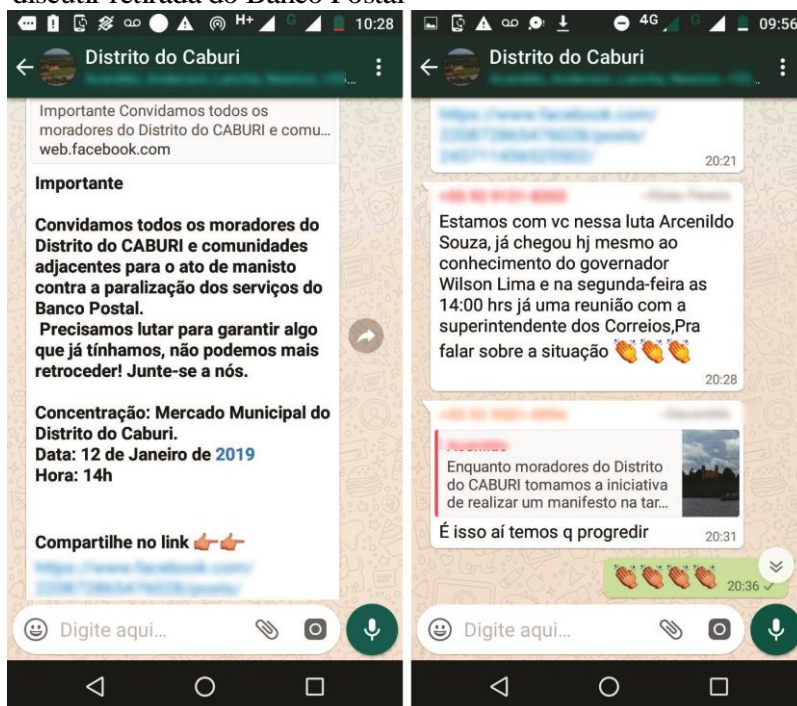 discutir retirada do Banco Postal
H+
G
10:28
Distrito do Caburi
Importante Convidamos todos os
moradores do Distrito do CABURI e comu...
web.facebook.com
Importante
Convidamos todos os moradores do
Distrito do CABURI e comunidades
adjacentes para o ato de manisto
contra a paralização dos serviços do
Banco Postal.
Precisamos lutar para garantir algo
que já tínhamos, não podemos mais
retroceder! Junte-se a nós.
Concentração: Mercado Municipal do
Distrito do Caburi.
Data: 12 de Janeiro de 2019
Hora: 14h
Compartilhe no link 👉👉
Digite aqui...
4G
G
09:56
Distrito do Caburi
20:21
Estamos com vc nessa luta Arcenildo
Souza, já chegou hj mesmo ao
conhecimento do governador
Wilson Lima e na segunda-feira as
14:00 hrs já uma reunião com a
superintendente dos Correios,Pra
falar sobre a situação 👏👏👏
20:28
Enquanto moradores do Distrito
do CABURI tomamos a iniciativa
de realizar um manifesto na tar...
É isso aí temos q progredir
20:31
👏👏👏👏 20:36
Digite aqui...